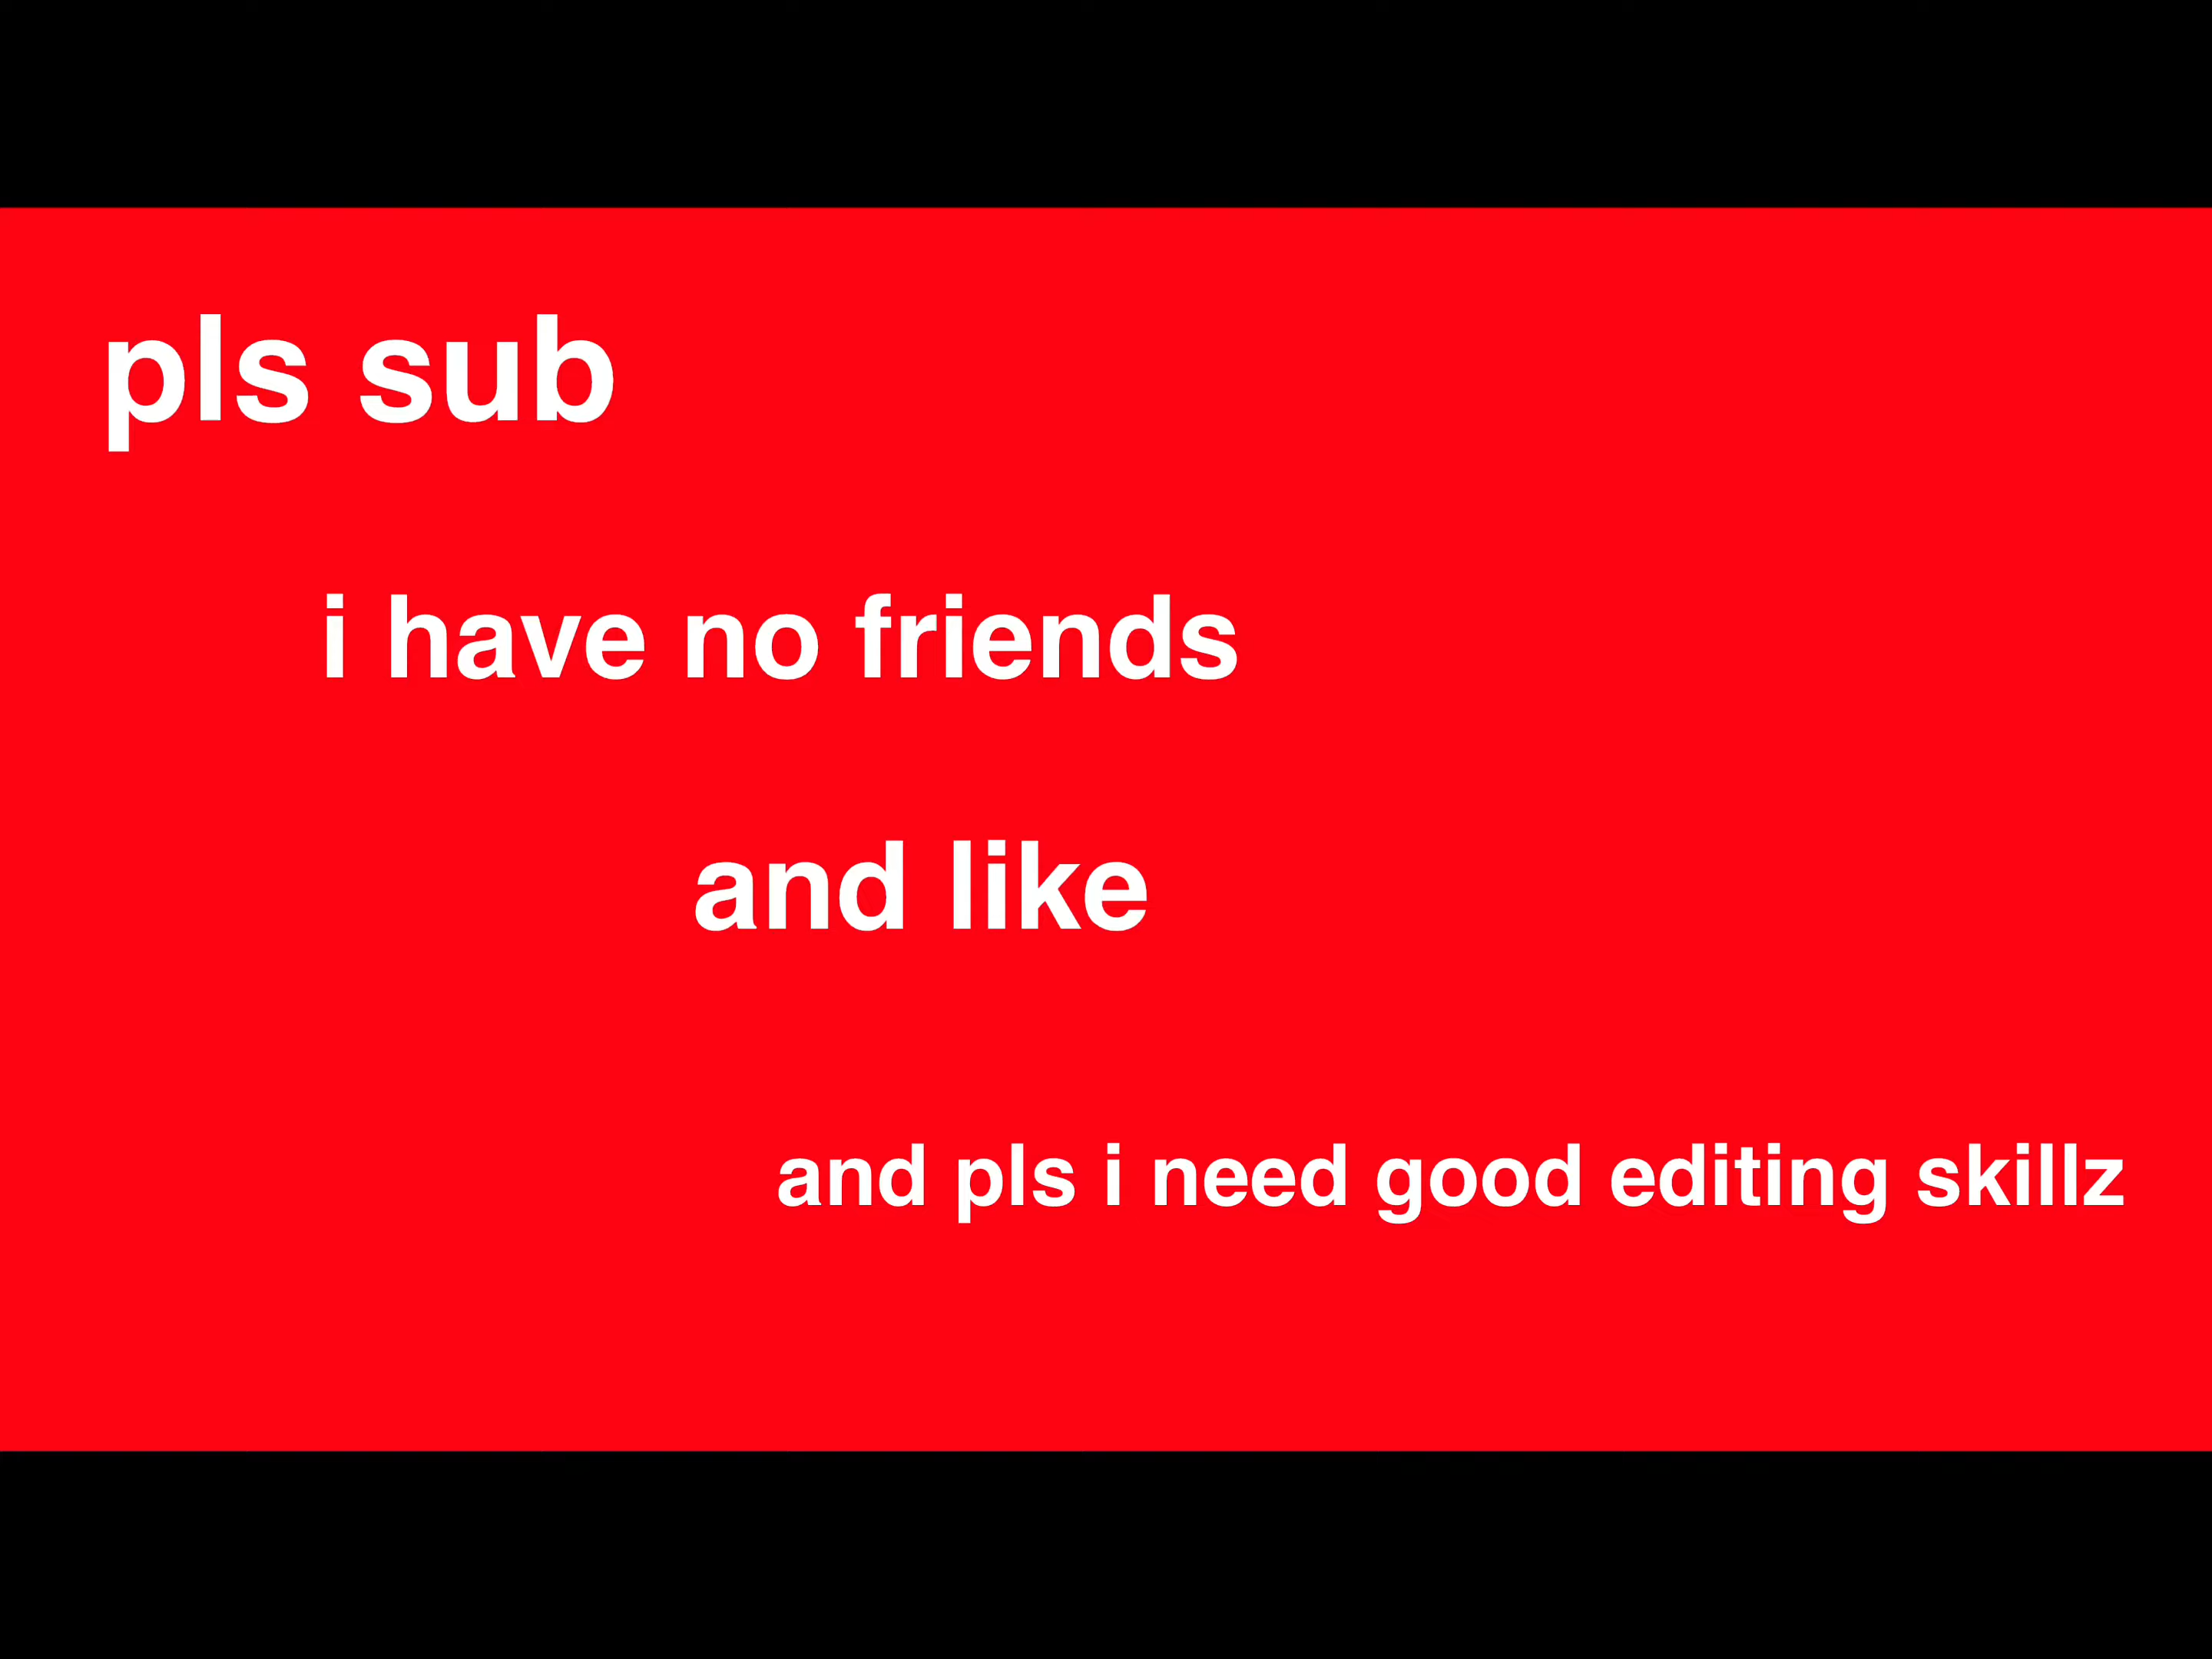 pls sub
i have no friends
and like
and pls i need good editing skillz